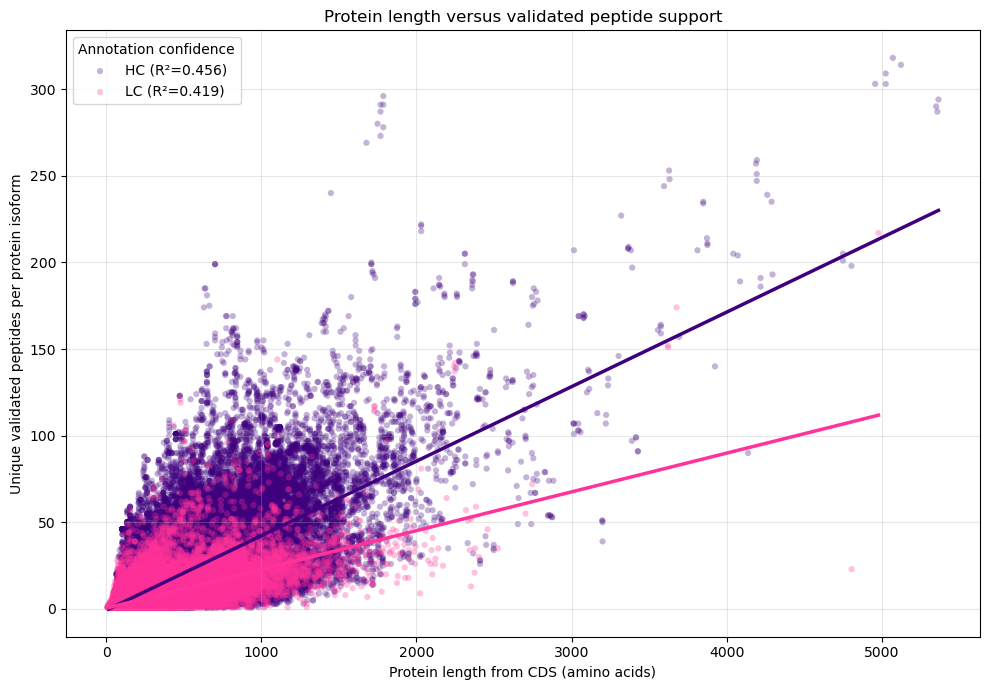 Protein length versus validated peptide support
Annotation confidence
HC (R²=0.456)
LC (R²=0.419)
Unique validated peptides per protein isoform
300
250
200
150
100
50
0
0 1000 2000 3000 4000 5000
Protein length from CDS (amino acids)